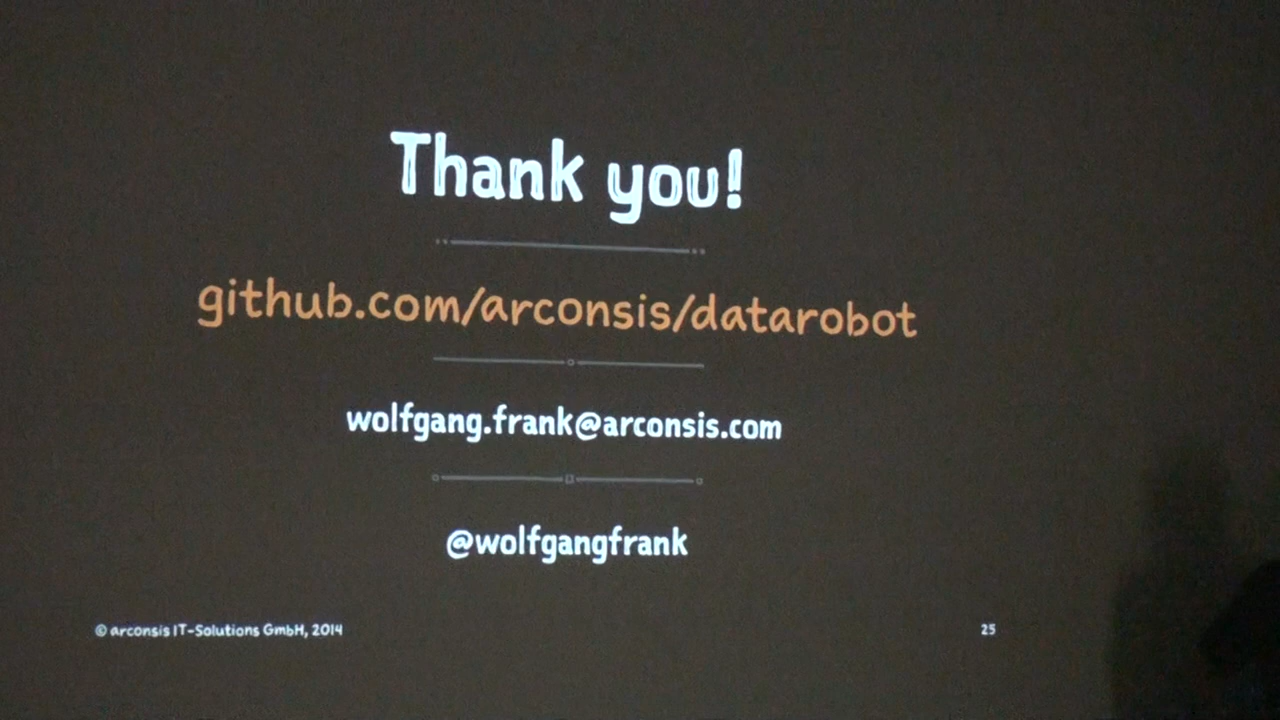 Thank you!
github.com/arconsis/datarobot
wolfgang.frank@arconsis.com
@wolfgangfrank
© arconsis IT-Solutions GmbH, 2014
25